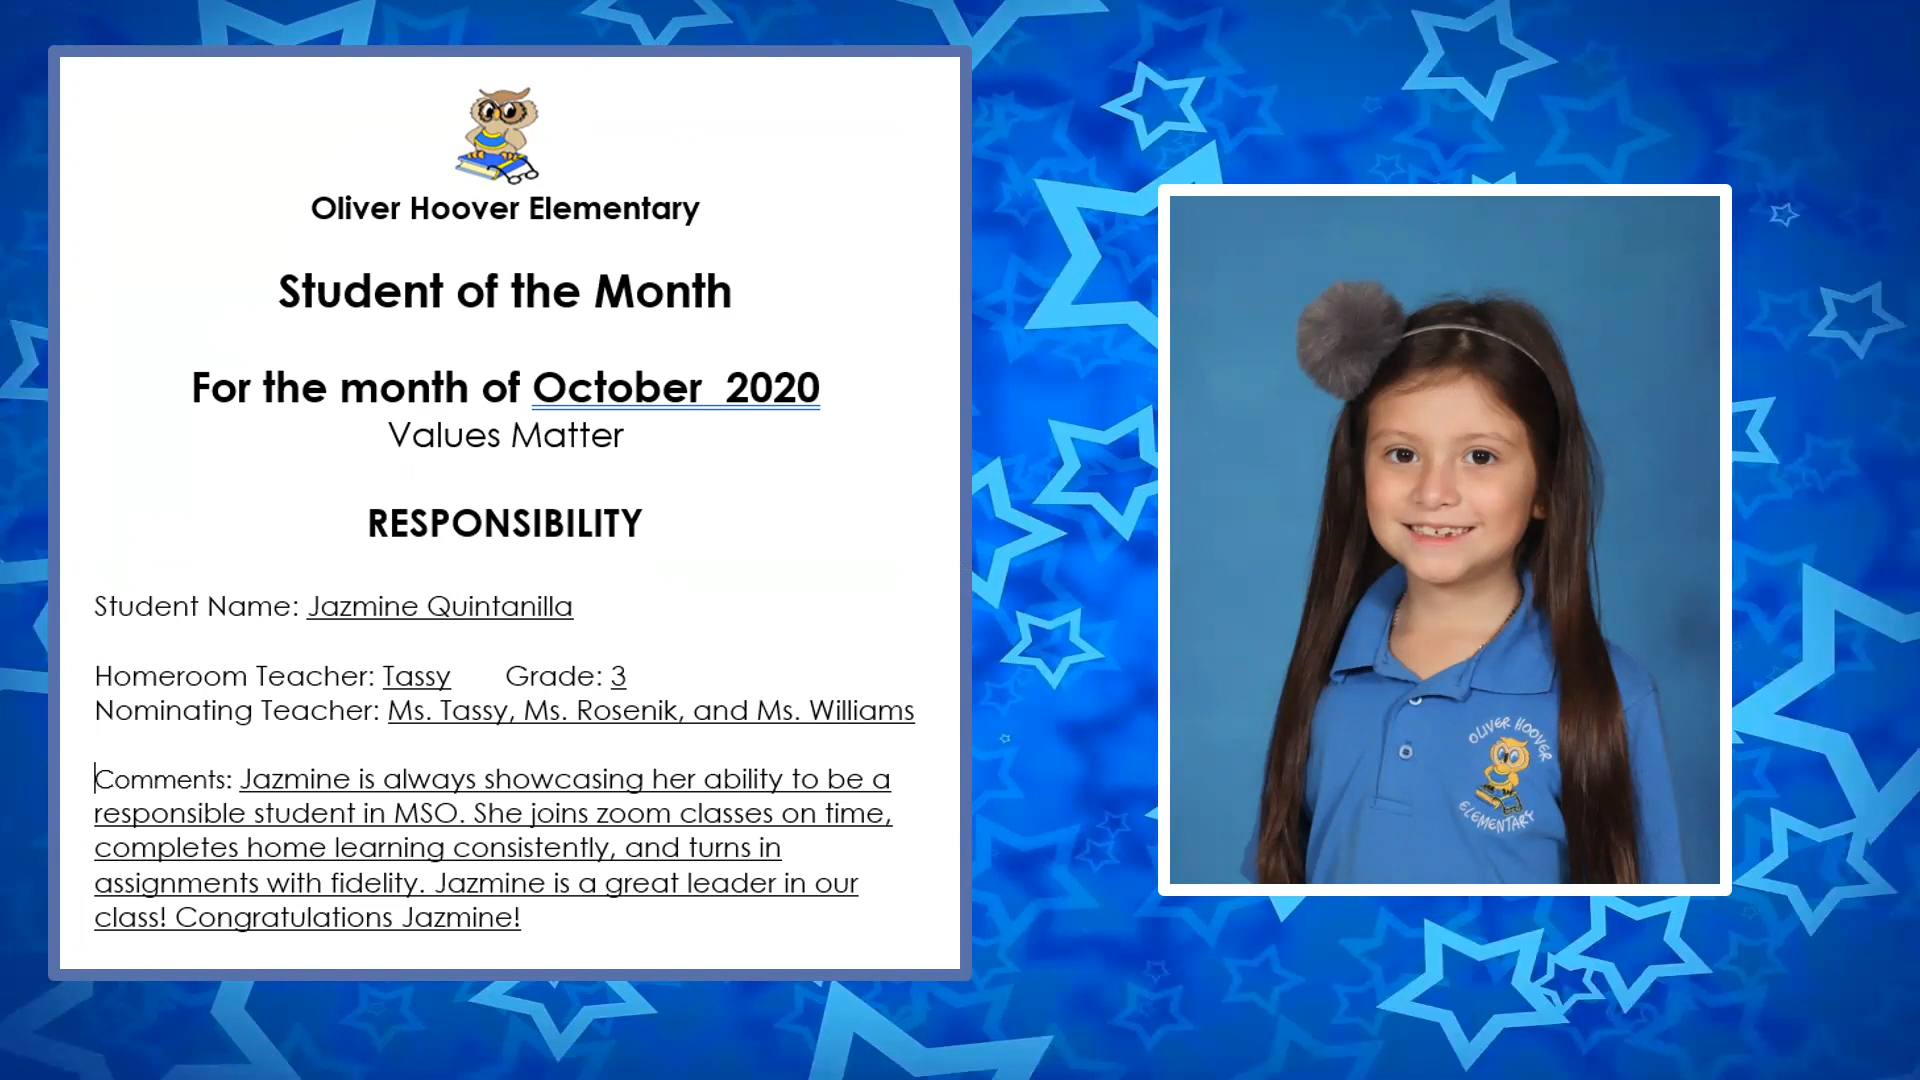 Oliver Hoover Elementary
Student of the Month
For the month of October  2020
Values Matter
RESPONSIBILITY
Student Name: Jazmine Quintanilla
Homeroom Teacher: Tassy Grade: 3
Nominating Teacher: Ms. Tassy, Ms. Rosenik, and Ms. Williams
Comments: Jazmine is always showcasing her ability to be a
responsible student in MSO. She joins zoom classes on time,
completes home learning consistently, and turns in
assignments with fidelity. Jazmine is a great leader in our
class! Congratulations Jazmine!
OLIVER HOOVER
ELEMENTARY